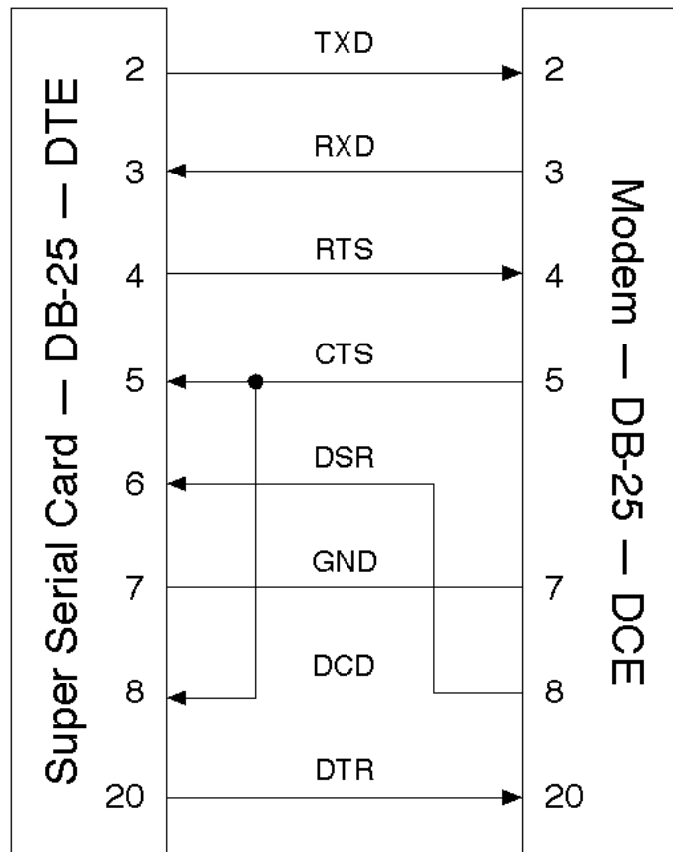 Super Serial Card — DB-25 — DTE
2 TXD 2
3 RXD 3
4 RTS 4
5 CTS 5
6 DSR
7 GND 7
8 DCD 8
20 DTR 20
Modem — DB-25 — DCE